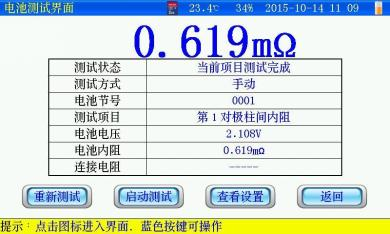 电池测试界面 23.4℃ 34% 2015-10-14 11 09
0.619mΩ
测试状态 当前项目测试完成
测试方式 手动
电池节号 0001
测试项目 第1对极柱间内阻
电池电压 2.108V
电池内阻 0.619mΩ
连接电阻 -----
重新测试 启动测试 查看设置 返回
提示: 点击图标进入界面. 蓝色按键可操作